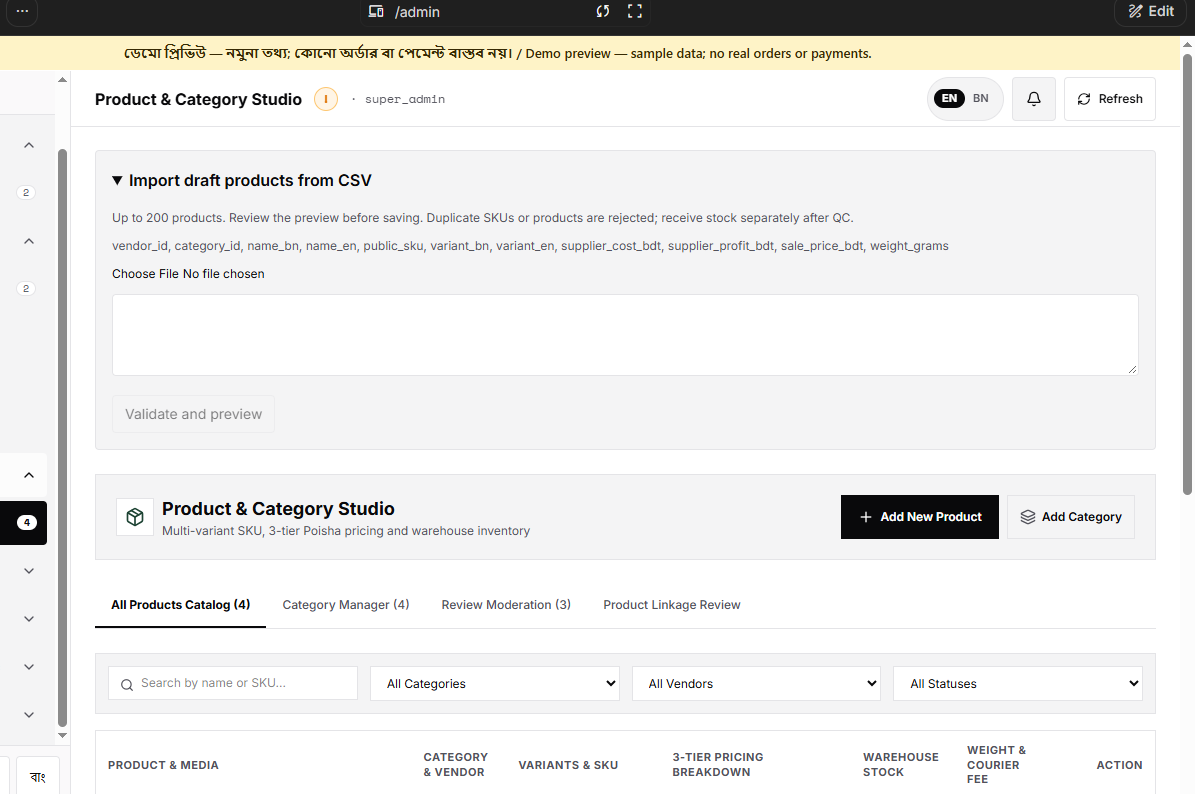 /admin
Edit
ডেমো প্রিভিউ — নমুনা তথ্য; কোনো অর্ডার বা পেমেন্ট বাস্তব নয়। / Demo preview — sample data; no real orders or payments.
Product & Category Studio
· super_admin
EN BN
Refresh
2
2
4
বাং
Import draft products from CSV
Up to 200 products. Review the preview before saving. Duplicate SKUs or products are rejected; receive stock separately after QC.
vendor_id, category_id, name_bn, name_en, public_sku, variant_bn, variant_en, supplier_cost_bdt, supplier_profit_bdt, sale_price_bdt, weight_grams
Choose File No file chosen
Validate and preview
Product & Category Studio
Multi-variant SKU, 3-tier Poisha pricing and warehouse inventory
Add New Product
Add Category
All Products Catalog (4)
Category Manager (4)
Review Moderation (3)
Product Linkage Review
Search by name or SKU...
All Categories
All Vendors
All Statuses
PRODUCT & MEDIA
CATEGORY
& VENDOR
VARIANTS & SKU
3-TIER PRICING
BREAKDOWN
WAREHOUSE
STOCK
WEIGHT &
COURIER
FEE
ACTION